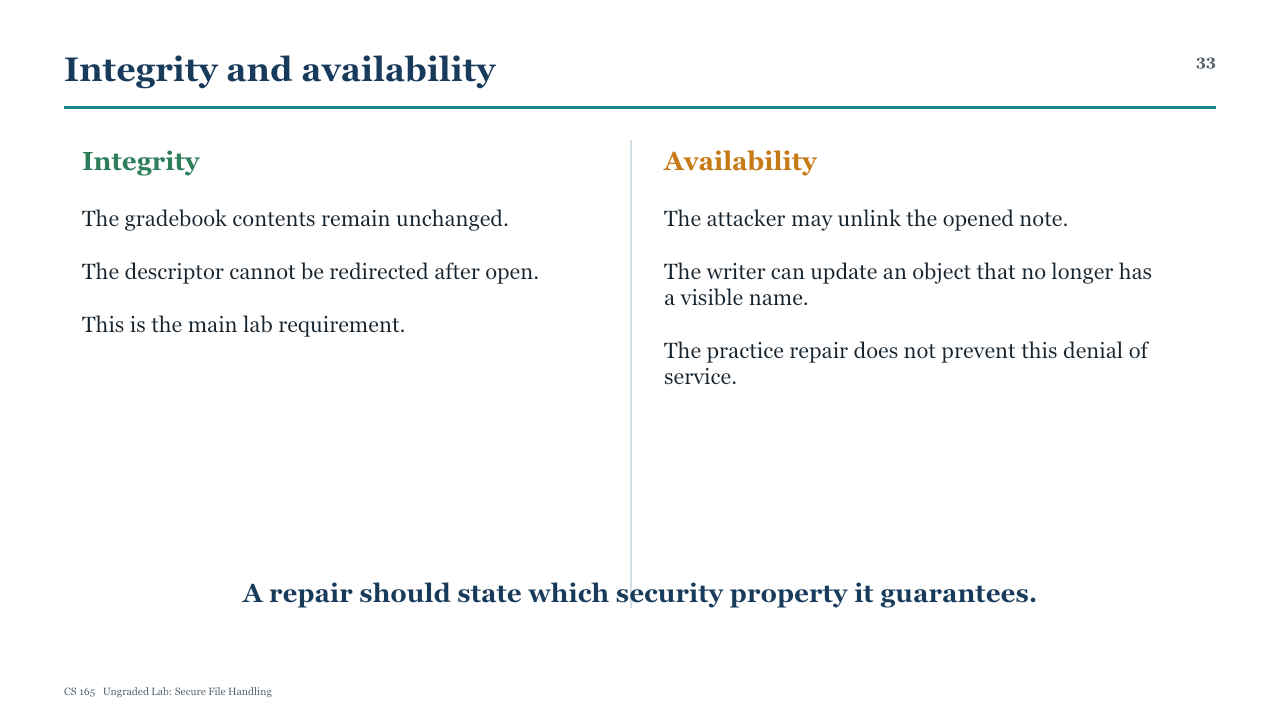 Integrity and availability
33
Integrity
The gradebook contents remain unchanged.
The descriptor cannot be redirected after open.
This is the main lab requirement.
Availability
The attacker may unlink the opened note.
The writer can update an object that no longer has
a visible name.
The practice repair does not prevent this denial of
service.
A repair should state which security property it guarantees.
CS 165 Ungraded Lab: Secure File Handling